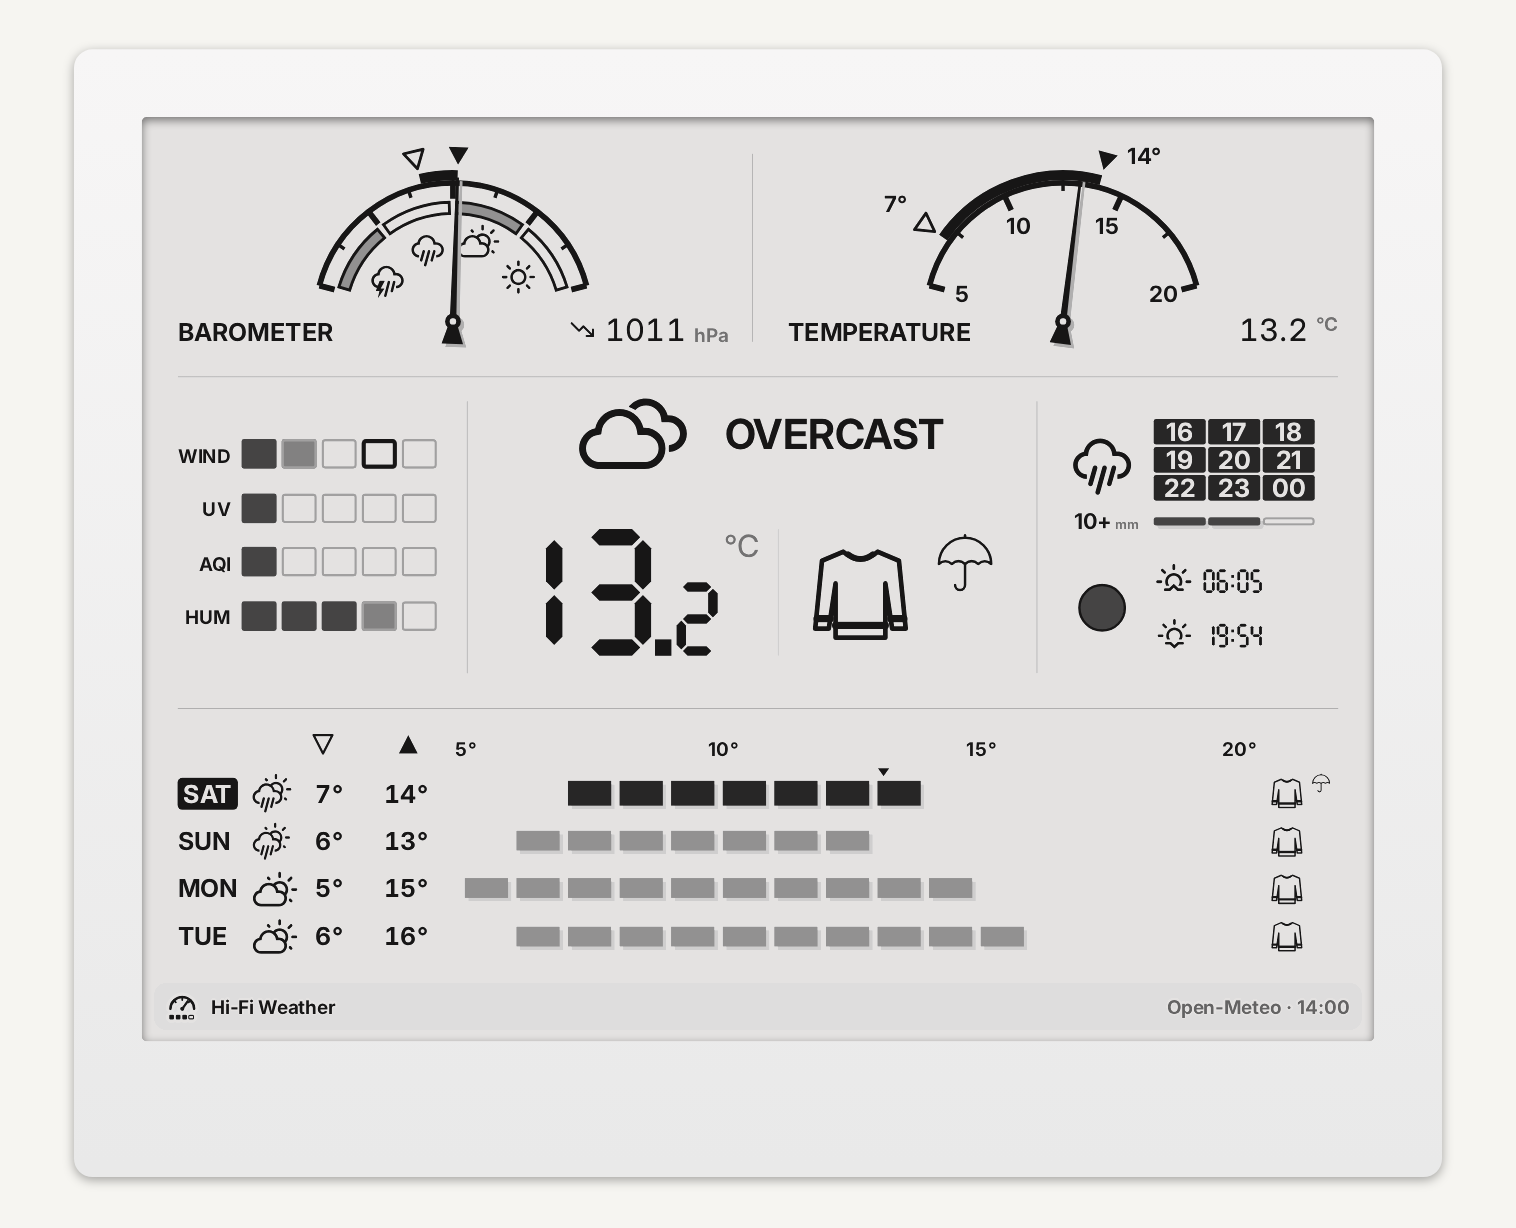 14°
7°
10 15
5 20
BAROMETER 1011 hPa
TEMPERATURE 13.2 °C
WIND
UV
AQI
HUM
OVERCAST
13.2 °C
16 17 18
19 20 21
22 23 00
10+ mm
06:05
19:54
5° 10° 15° 20°
SAT 7° 14°
SUN 6° 13°
MON 5° 15°
TUE 6° 16°
Hi-Fi Weather
Open-Meteo · 14:00